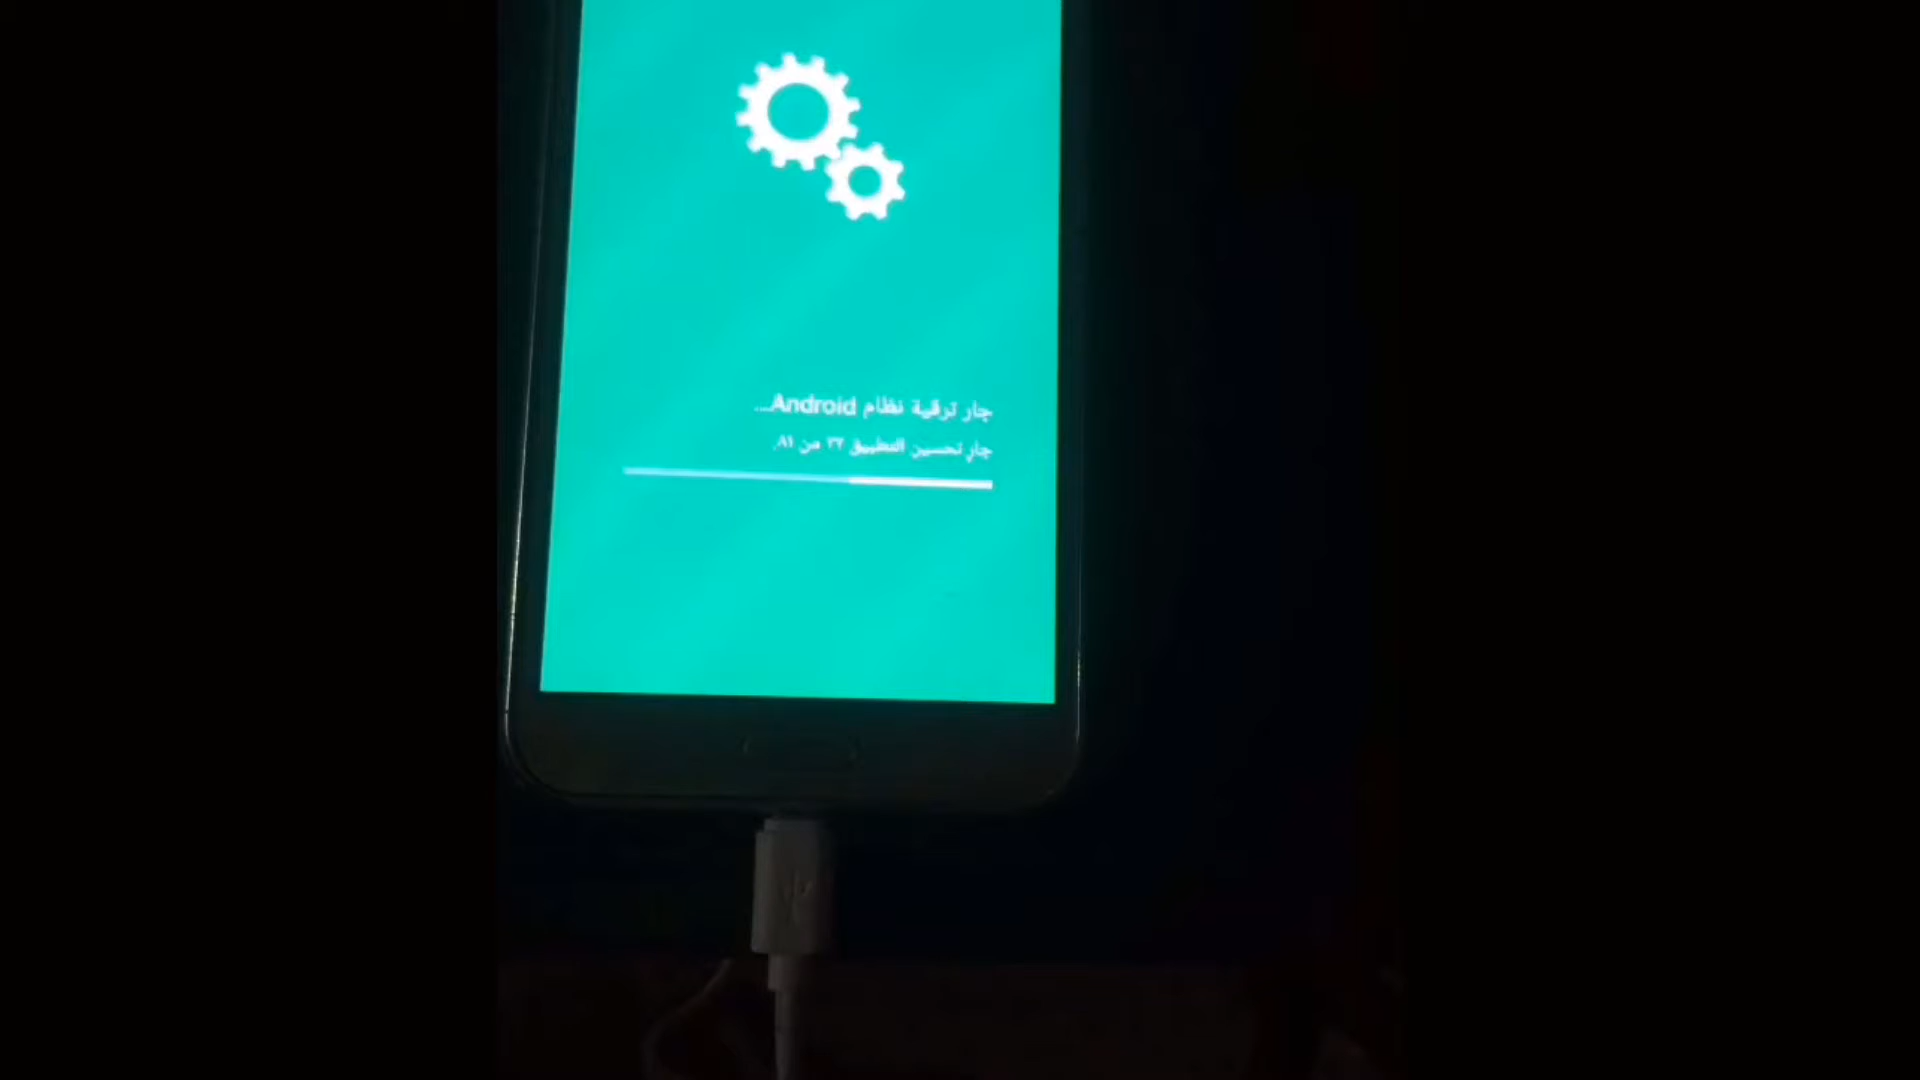 جار ترقية نظام Android...
جارٍ تحسين التطبيق ٣٢ من ٨١.